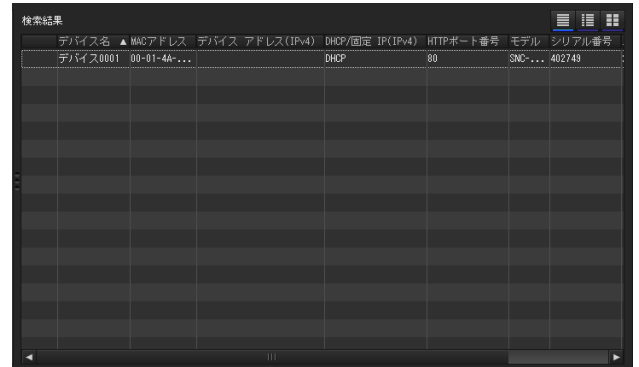 検索結果
デバイス名 ▲ MACアドレス デバイス アドレス(IPv4) DHCP/固定 IP(IPv4) HTTPポート番号 モデル シリアル番号
デバイス0001 00-01-4A-... DHCP 80 SNC-... 402749